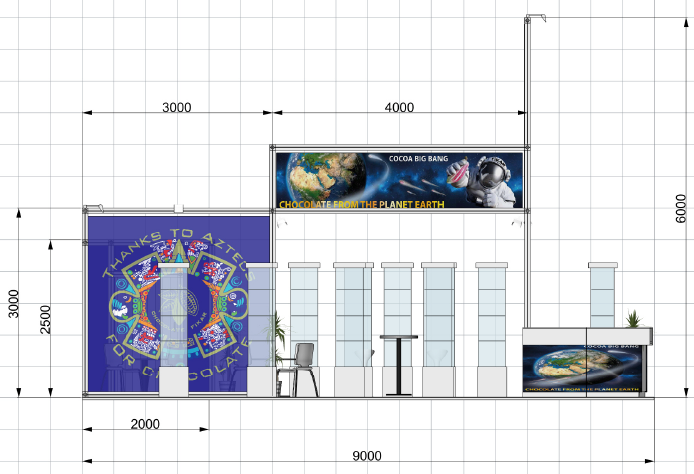 3000
4000
COCOA BIG BANG
CHOCOLATE FROM THE PLANET EARTH
6000
3000
2500
THANKS TO AZTECS
FOR CHOCOLATE
COCOA BIG BANG
CHOCOLATE FROM THE PLANET EARTH
2000
9000